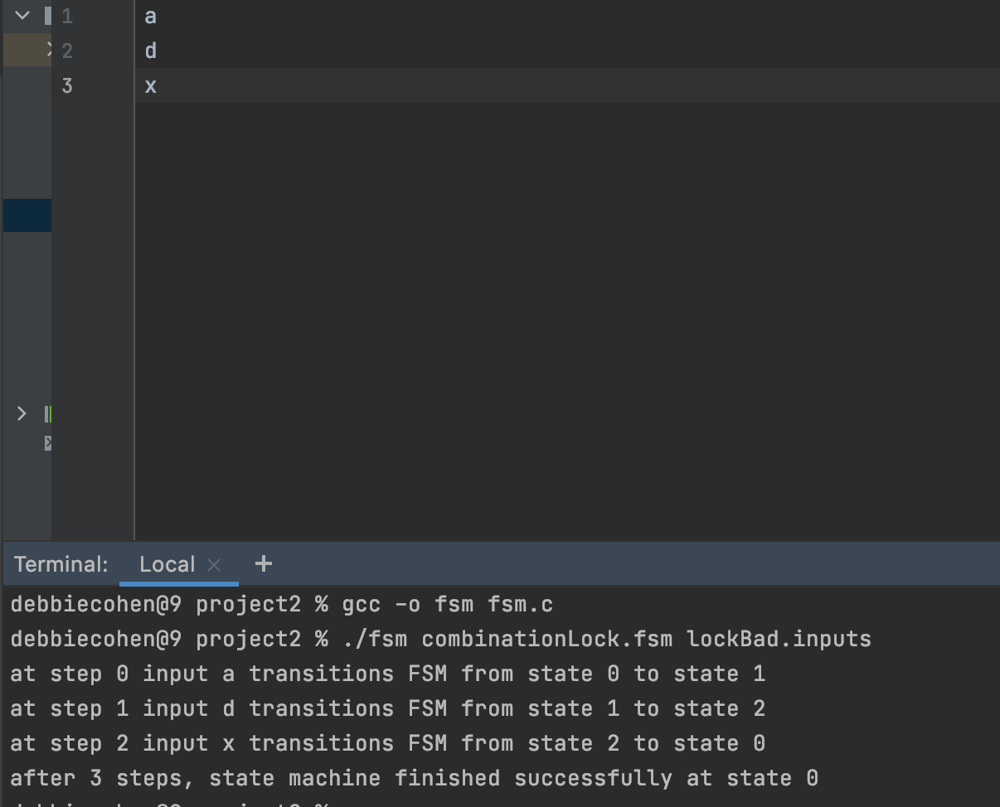 1 a
2 d
3 x
Terminal: Local × +
debbiecohen@9 project2 % gcc -o fsm fsm.c
debbiecohen@9 project2 % ./fsm combinationLock.fsm lockBad.inputs
at step 0 input a transitions FSM from state 0 to state 1
at step 1 input d transitions FSM from state 1 to state 2
at step 2 input x transitions FSM from state 2 to state 0
after 3 steps, state machine finished successfully at state 0